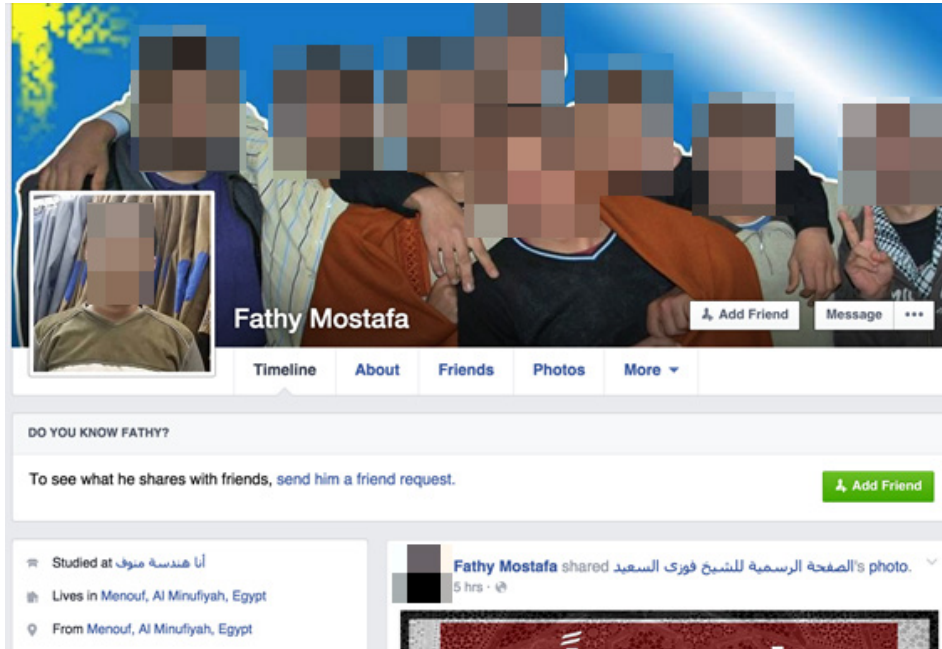 Fathy Mostafa
Add Friend
Message
Timeline
About
Friends
Photos
More
DO YOU KNOW FATHY?
To see what he shares with friends, send him a friend request.
Add Friend
Studied at أنا هندسة منوف
Lives in Menouf, Al Minufiyah, Egypt
From Menouf, Al Minufiyah, Egypt
Fathy Mostafa shared الصفحة الرسمية للشيخ فوزى السعيد's photo.
5 hrs ·